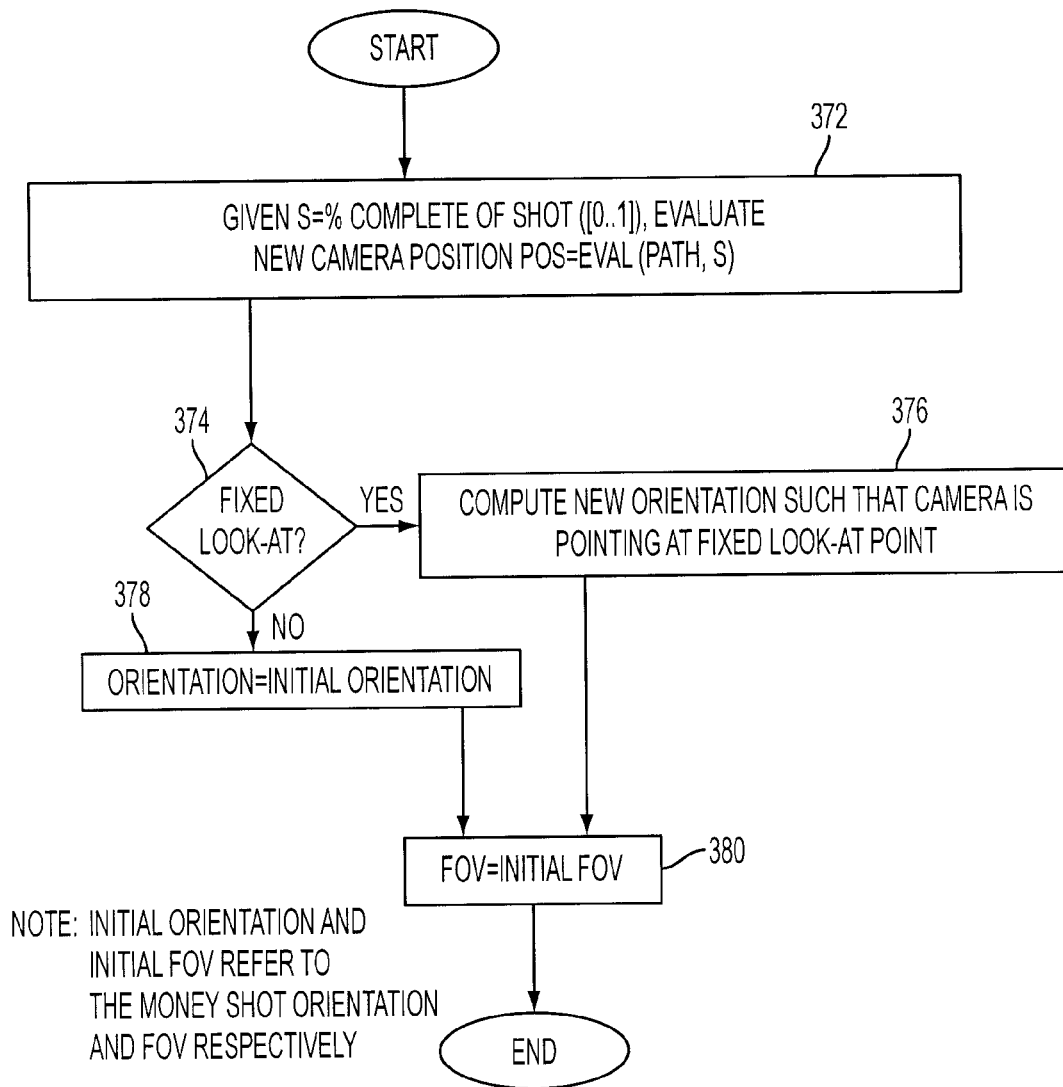 START
372
GIVEN S=% COMPLETE OF SHOT ([0..1]), EVALUATE
NEW CAMERA POSITION POS=EVAL (PATH, S)
374
FIXED
LOOK-AT?
YES
376
COMPUTE NEW ORIENTATION SUCH THAT CAMERA IS
POINTING AT FIXED LOOK-AT POINT
378
NO
ORIENTATION=INITIAL ORIENTATION
FOV=INITIAL FOV
380
NOTE: INITIAL ORIENTATION AND
INITIAL FOV REFER TO
THE MONEY SHOT ORIENTATION
AND FOV RESPECTIVELY
END